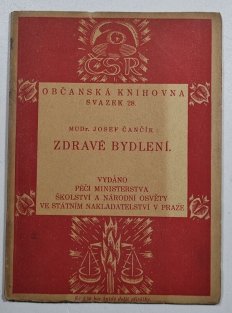 ČSR
OBČANSKÁ KNIHOVNA
SVAZEK 28.
MUDr. JOSEF ČANČÍK:
ZDRAVÉ BYDLENÍ.
VYDÁNO
PÉČÍ MINISTERSTVA
ŠKOLSTVÍ A NÁRODNÍ OSVĚTY
VE STÁTNÍM NAKLADATELSTVÍ V PRAZE